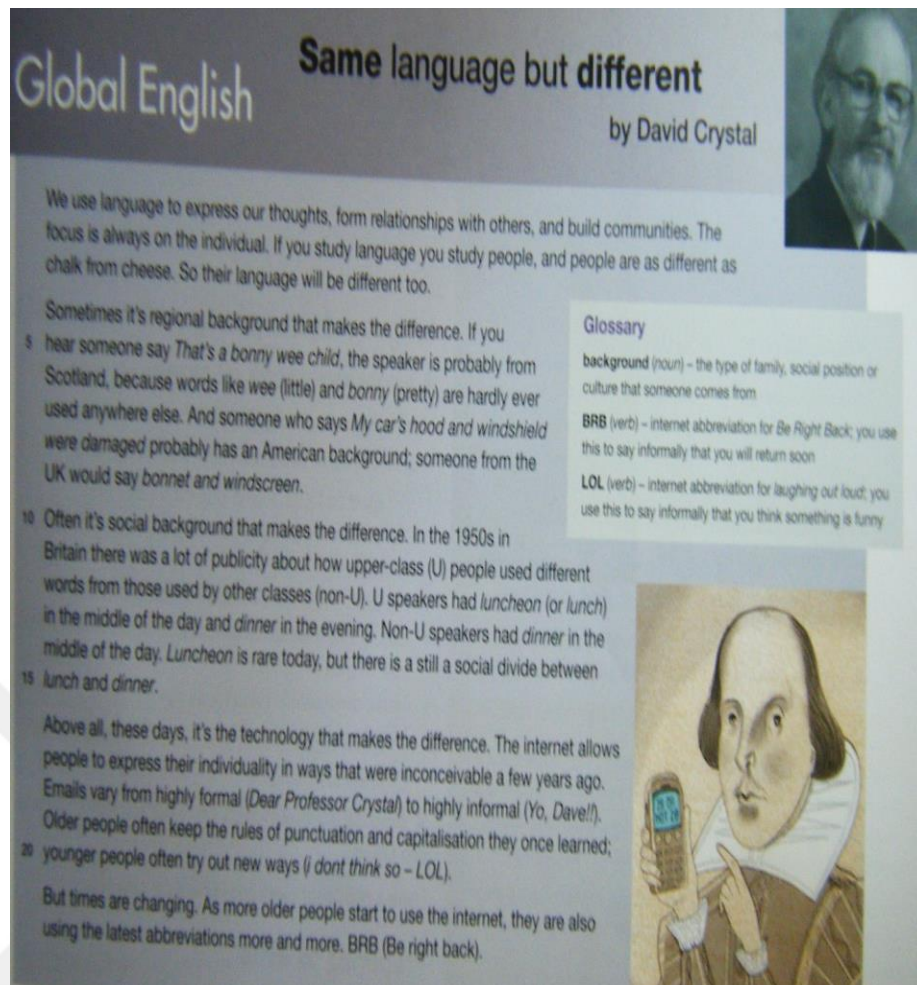 Global English
Same language but different
by David Crystal
We use language to express our thoughts, form relationships with others, and build communities. The
focus is always on the individual. If you study language you study people, and people are as different as
chalk from cheese. So their language will be different too.
Sometimes it's regional background that makes the difference. If you
5 hear someone say That's a bonny wee child, the speaker is probably from
Scotland, because words like wee (little) and bonny (pretty) are hardly ever
used anywhere else. And someone who says My car's hood and windshield
were damaged probably has an American background; someone from the
UK would say bonnet and windscreen.
10 Often it's social background that makes the difference. In the 1950s in
Britain there was a lot of publicity about how upper-class (U) people used different
words from those used by other classes (non-U). U speakers had luncheon (or lunch)
in the middle of the day and dinner in the evening. Non-U speakers had dinner in the
middle of the day. Luncheon is rare today, but there is a still a social divide between
15 lunch and dinner.
Above all, these days, it's the technology that makes the difference. The internet allows
people to express their individuality in ways that were inconceivable a few years ago.
Emails vary from highly formal (Dear Professor Crystal) to highly informal (Yo, Dave!!).
Older people often keep the rules of punctuation and capitalisation they once learned;
20 younger people often try out new ways (i dont think so – LOL).
But times are changing. As more older people start to use the internet, they are also
using the latest abbreviations more and more. BRB (Be right back).
Glossary
background (noun) – the type of family, social position or
culture that someone comes from
BRB (verb) – internet abbreviation for Be Right Back; you use
this to say informally that you will return soon
LOL (verb) – internet abbreviation for laughing out loud; you
use this to say informally that you think something is funny